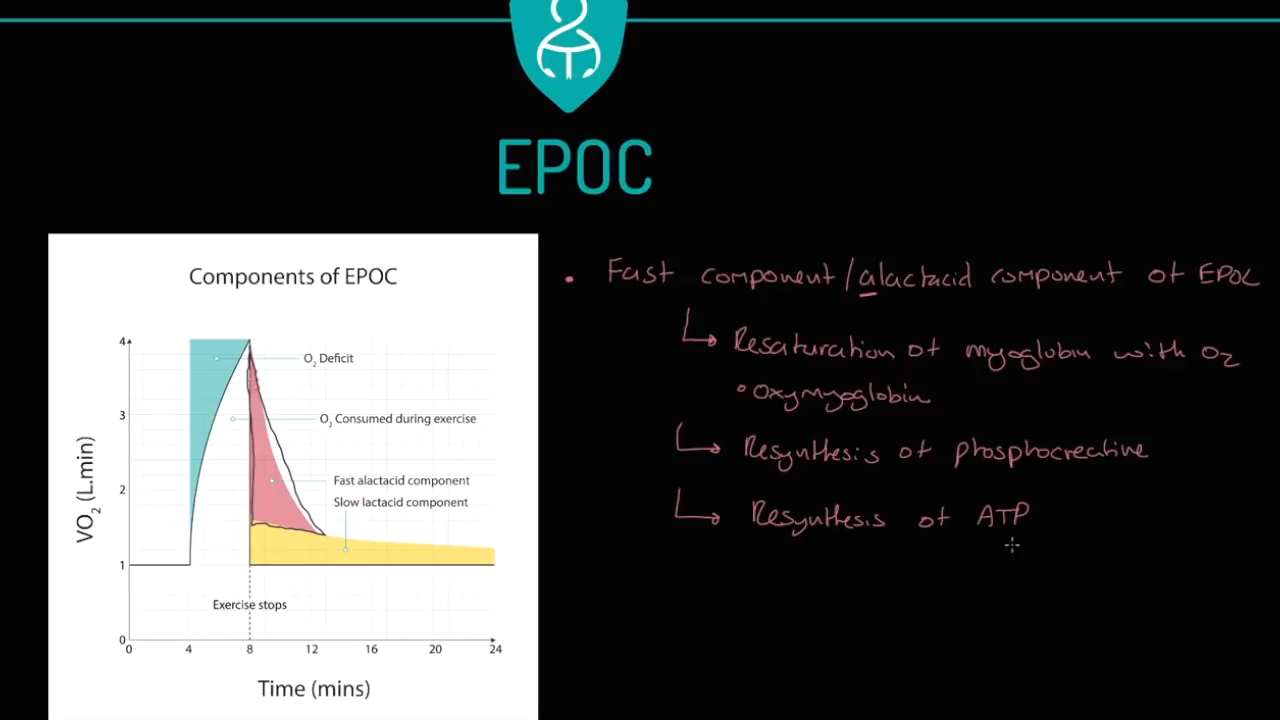 EPOC
Components of EPOC
4
O2 Deficit
3
O2 Consumed during exercise
VO2 (L.min)
2
Fast alactacid component
Slow lactacid component
1
Exercise stops
0
0 4 8 12 16 20 24
Time (mins)
• Fast component/alactacid component of EPOC
↳ Resaturation of myoglobin with O2
• Oxymyoglobin
↳ Resynthesis of phosphocreatine
↳ Resynthesis of ATP